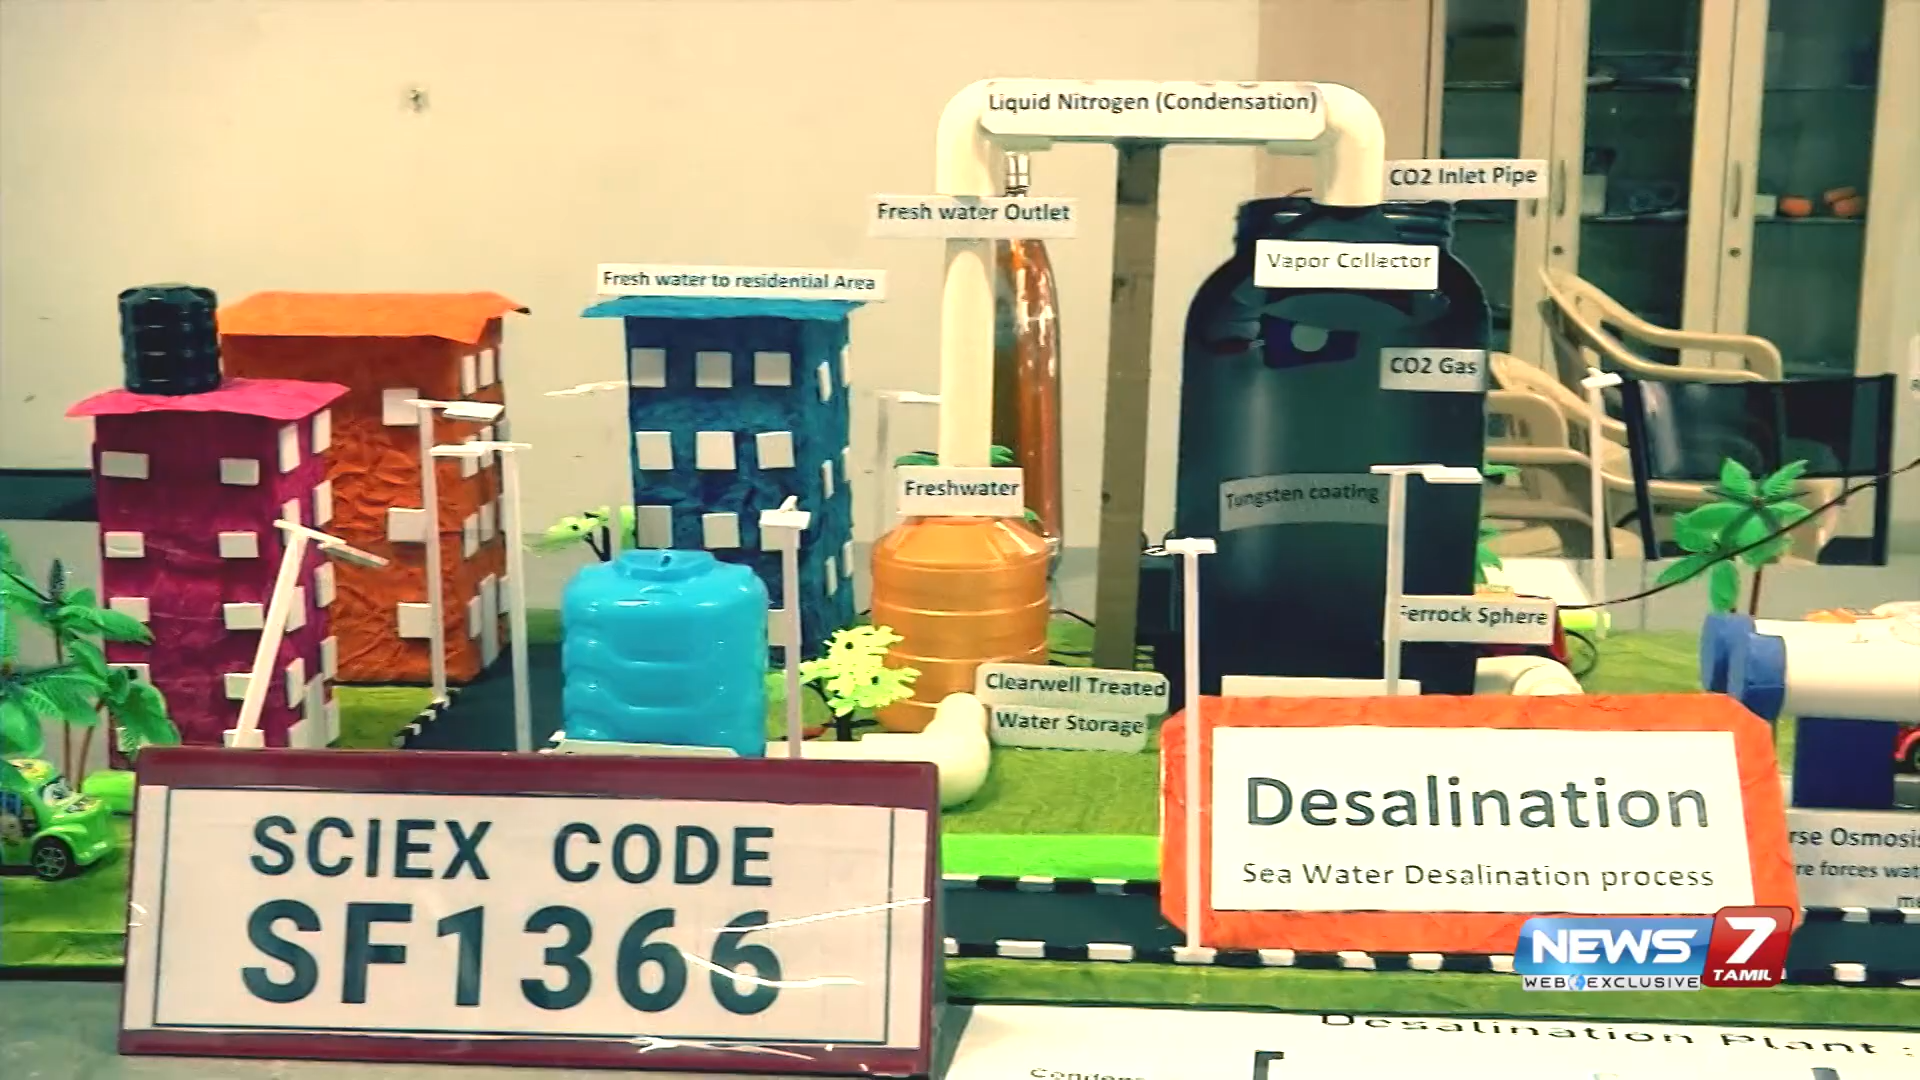 Liquid Nitrogen (Condensation)
CO2 Inlet Pipe
Fresh water Outlet
Vapor Collector
Fresh water to residential Area
CO2 Gas
Freshwater
Tungsten coating
Ferrock Sphere
Clearwell Treated
Water Storage
Desalination
Sea Water Desalination process
SCIEX CODE
SF1366
Osmosis
forces
NEWS 7
TAMIL
WEB EXCLUSIVE
Desalination Plant :